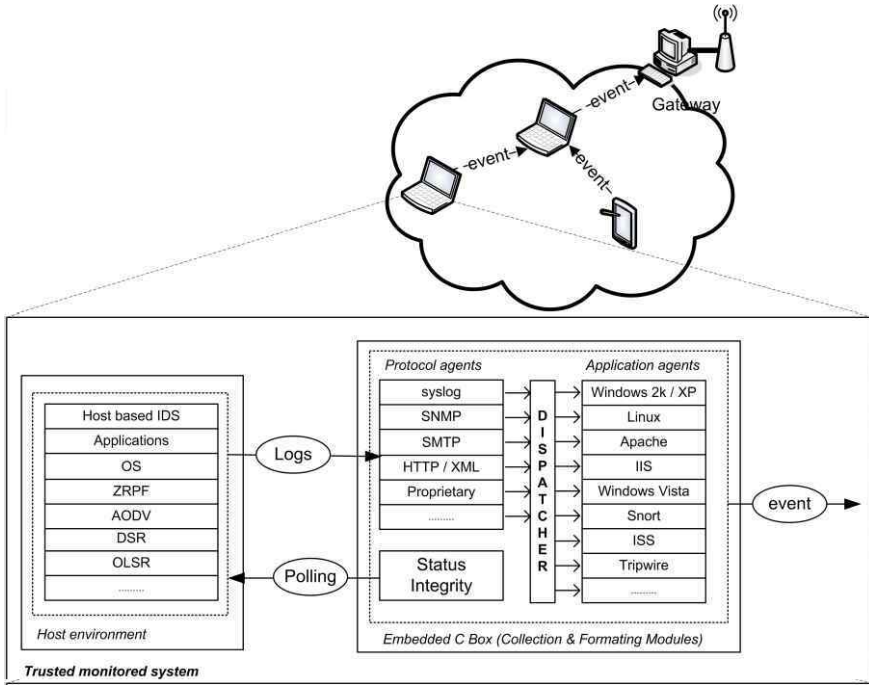 Gateway
event
event
event
Host based IDS
Applications
OS
ZRPF
AODV
DSR
OLSR
.........
Host environment
Trusted monitored system
Logs
Polling
Protocol agents
syslog
SNMP
SMTP
HTTP / XML
Proprietary
.........
Status
Integrity
DISPATCHER
Application agents
Windows 2k / XP
Linux
Apache
IIS
Windows Vista
Snort
ISS
Tripwire
.........
Embedded C Box (Collection & Formating Modules)
event